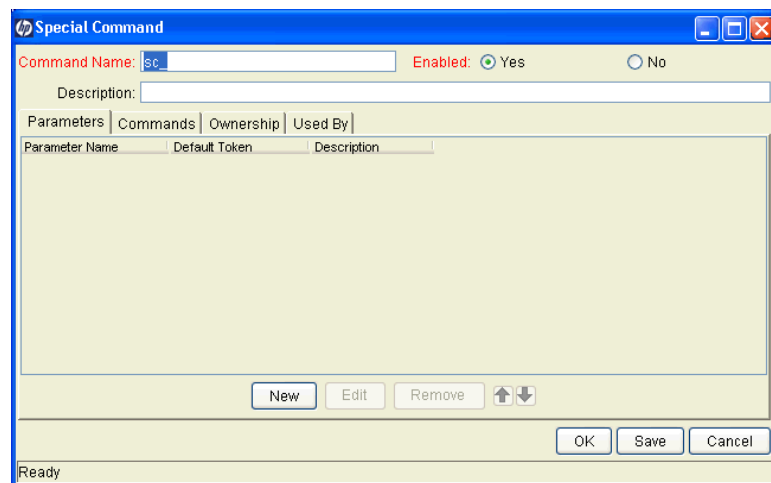 hp Special Command
Command Name: sc_ Enabled: Yes No
Description:
Parameters Commands Ownership Used By
Parameter Name Default Token Description
New Edit Remove
OK Save Cancel
Ready